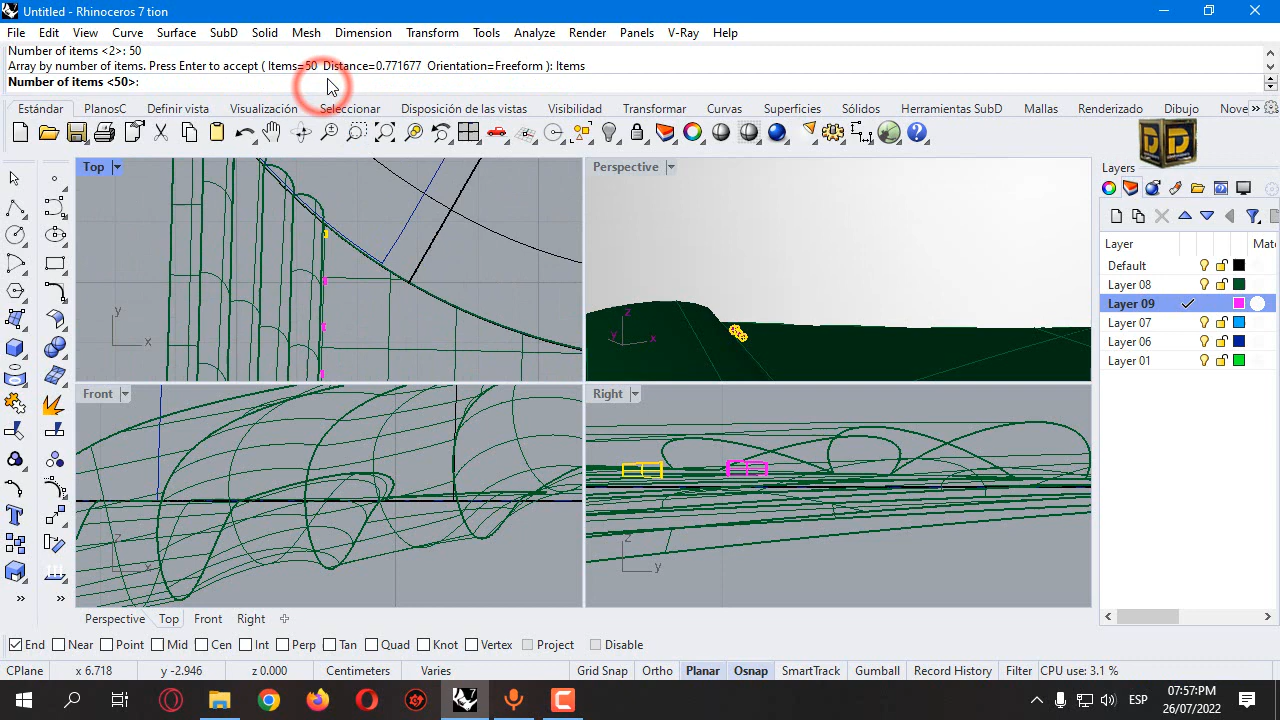 Untitled - Rhinoceros 7 tion
File Edit View Curve Surface SubD Solid Mesh Dimension Transform Tools Analyze Render Panels V-Ray Help
Number of items <2>: 50
Array by number of items. Press Enter to accept ( Items=50 Distance=0.771677 Orientation=Freeform ): Items
Number of items <50>:
Estándar PlanosC Definir vista Visualización Seleccionar Disposición de las vistas Visibilidad Transformar Curvas Superficies Sólidos Herramientas SubD Mallas Renderizado Dibujo Nove »
Top Perspective
Layers
Layer Mate
Default
Layer 08
Layer 09
Layer 07
Layer 06
Layer 01
y x
z y x
Front Right
z x
z y
Perspective Top Front Right
End Near Point Mid Cen Int Perp Tan Quad Knot Vertex Project Disable
CPlane x 6.718 y -2.946 z 0.000 Centimeters Varies Grid Snap Ortho Planar Osnap SmartTrack Gumball Record History Filter CPU use: 3.1 %
ESP
07:57:PM
26/07/2022